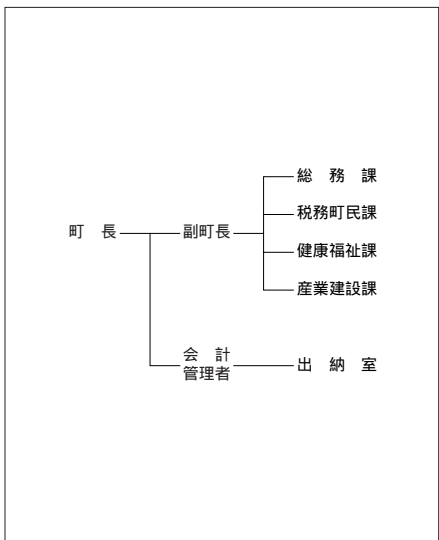 総　務　課
税務町民課
町　長
副町長
健康福祉課
産業建設課
会　計
管理者
出　納　室